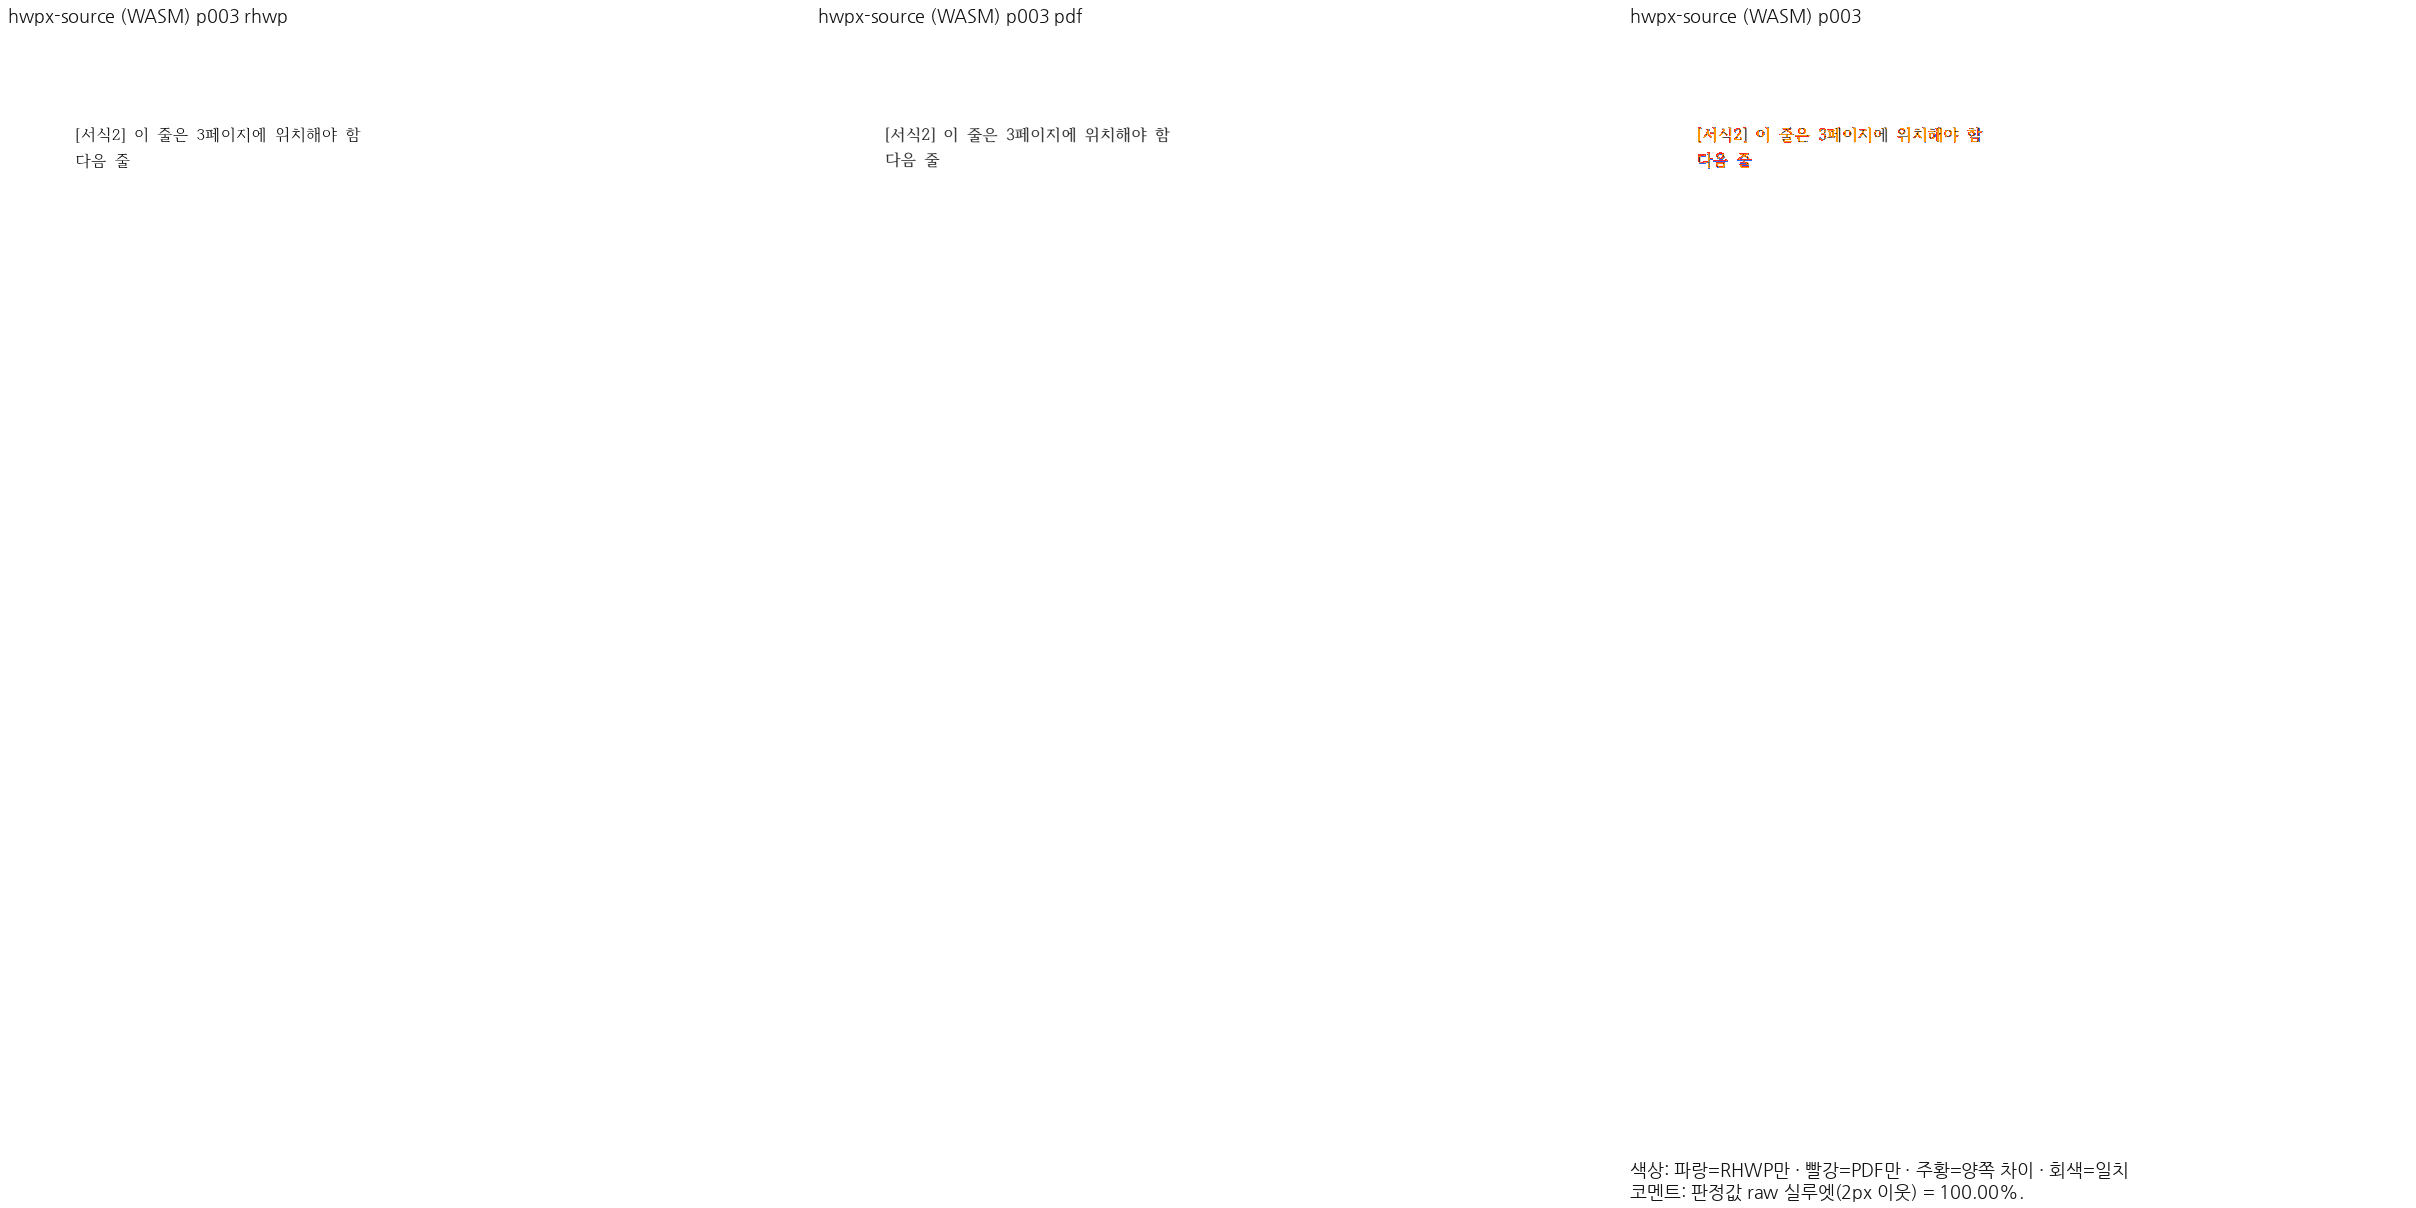 hwpx-source (WASM) p003 rhwp
[서식2] 이 줄은 3페이지에 위치해야 함
다음 줄
hwpx-source (WASM) p003 pdf
[서식2] 이 줄은 3페이지에 위치해야 함
다음 줄
hwpx-source (WASM) p003
[서식2] 이 줄은 3페이지에 위치해야 함
다음 줄
색상: 파랑=RHWP만 · 빨강=PDF만 · 주황=양쪽 차이 · 회색=일치
코멘트: 판정값 raw 실루엣(2px 이웃) = 100.00%.